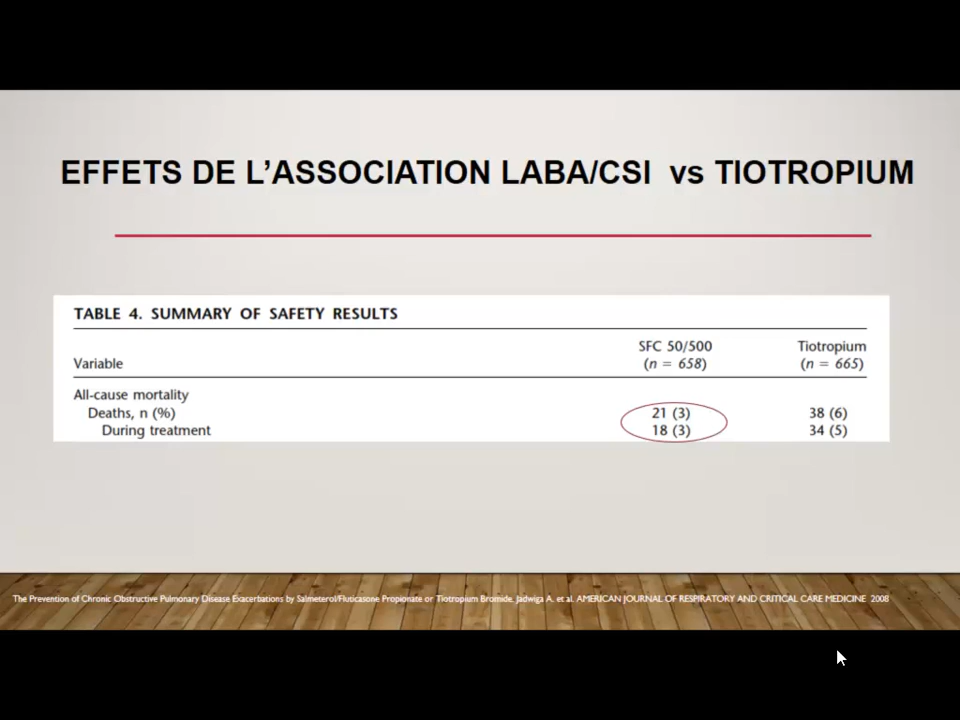 EFFETS DE L'ASSOCIATION LABA/CSI vs TIOTROPIUM
TABLE 4. SUMMARY OF SAFETY RESULTS
SFC 50/500 Tiotropium
Variable (n = 658) (n = 665)
All-cause mortality
Deaths, n (%) 21 (3) 38 (6)
During treatment 18 (3) 34 (5)
The Prevention of Chronic Obstructive Pulmonary Disease Exacerbations by Salmeterol/Fluticasone Propionate or Tiotropium Bromide. Jadwiga A. et al. AMERICAN JOURNAL OF RESPIRATORY AND CRITICAL CARE MEDICINE 2008